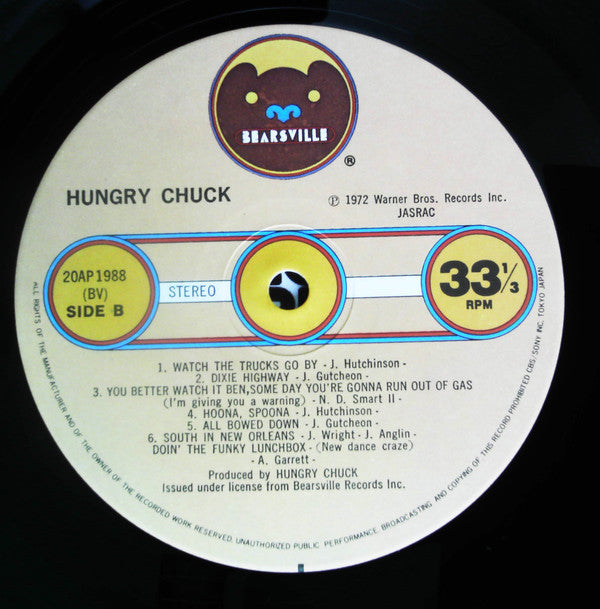 BEARSVILLE
®
HUNGRY CHUCK
℗ 1972 Warner Bros. Records Inc.
JASRAC
20AP1988
(BV)
SIDE B
STEREO
33 1/3
RPM
1. WATCH THE TRUCKS GO BY - J. Hutchinson -
2. DIXIE HIGHWAY - J. Gutcheon -
3. YOU BETTER WATCH IT BEN, SOME DAY YOU'RE GONNA RUN OUT OF GAS
(I'm giving you a warning) - N. D. Smart II -
4. HOONA, SPOONA - J. Hutchinson -
5. ALL BOWED DOWN - J. Gutcheon -
6. SOUTH IN NEW ORLEANS - J. Wright - J. Anglin -
DOIN' THE FUNKY LUNCHBOX - (New dance craze)
- A. Garrett -
Produced by HUNGRY CHUCK
Issued under license from Bearsville Records Inc.
ALL RIGHTS OF THE MANUFACTURER AND OF THE OWNER OF THE RECORDED WORK RESERVED. UNAUTHORIZED PUBLIC PERFORMANCE. BROADCASTING AND COPYING OF THIS RECORD PROHIBITED. CBS/SONY INC. TOKYO JAPAN